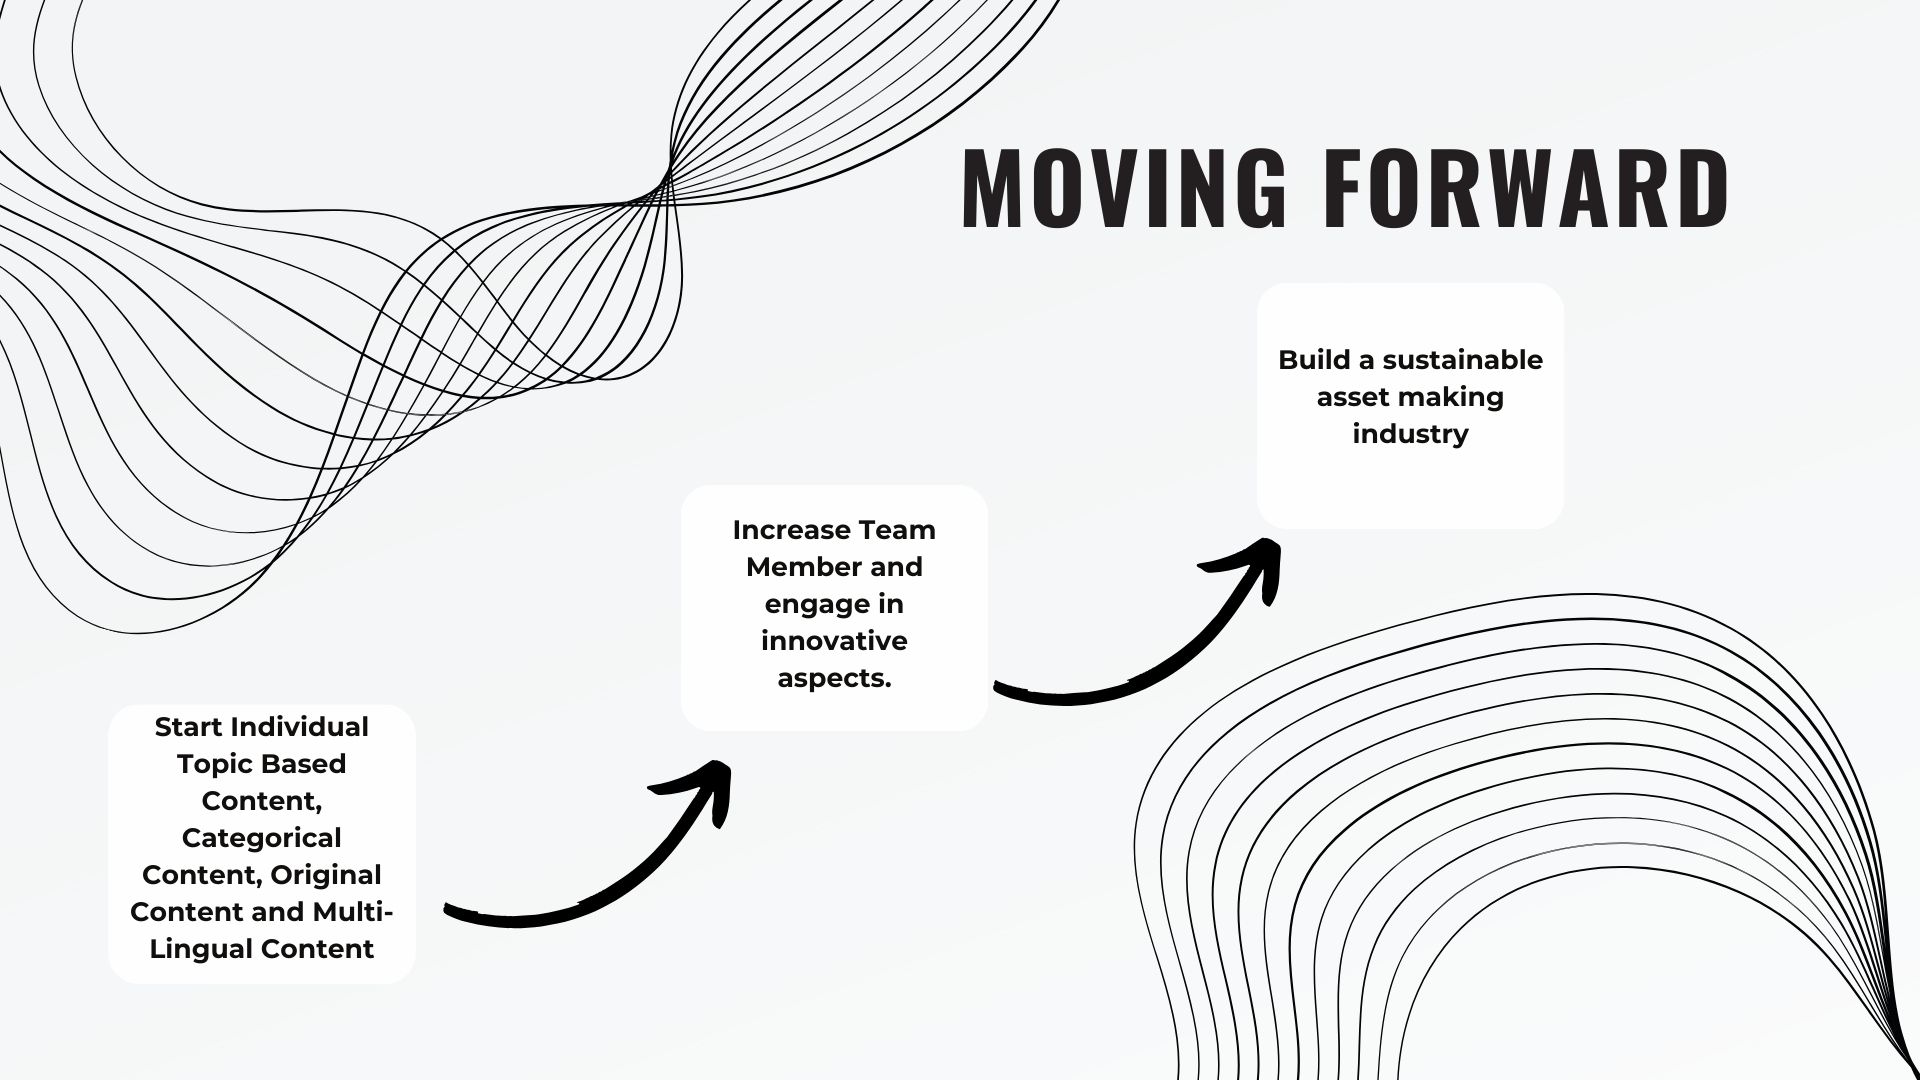 MOVING FORWARD
Build a sustainable
asset making
industry
Increase Team
Member and
engage in
innovative
aspects.
Start Individual
Topic Based
Content,
Categorical
Content, Original
Content and Multi-
Lingual Content